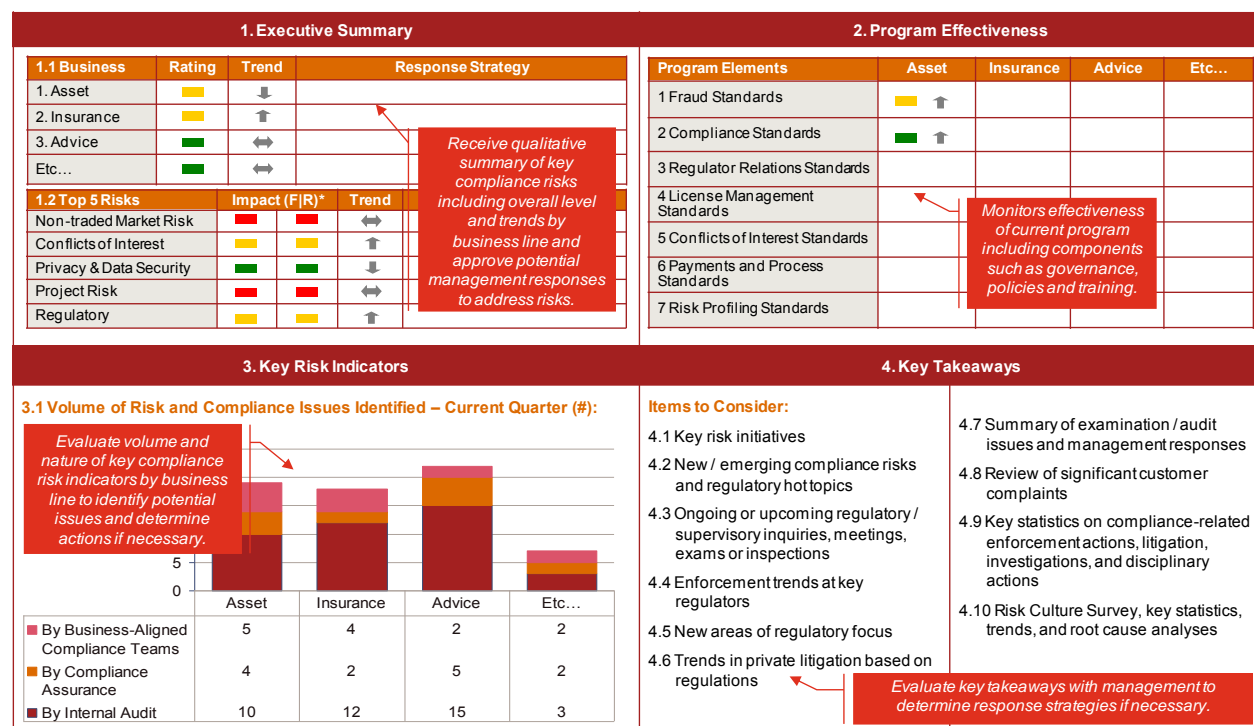 1. Executive Summary
1.1 Business Rating Trend Response Strategy
1. Asset
2. Insurance
3. Advice
Etc...
1.2 Top 5 Risks Impact (F|R)* Trend
Non-traded Market Risk
Conflicts of Interest
Privacy & Data Security
Project Risk
Regulatory
Receive qualitative
summary of key
compliance risks
including overall level
and trends by
business line and
approve potential
management responses
to address risks.
2. Program Effectiveness
Program Elements Asset Insurance Advice Etc...
1 Fraud Standards
2 Compliance Standards
3 Regulator Relations Standards
4 License Management
Standards
5 Conflicts of Interest Standards
6 Payments and Process
Standards
7 Risk Profiling Standards
Monitors effectiveness
of current program
including components
such as governance,
policies and training.
3. Key Risk Indicators
3.1 Volume of Risk and Compliance Issues Identified – Current Quarter (#):
Evaluate volume and
nature of key compliance
risk indicators by business
line to identify potential
issues and determine
actions if necessary.
5
0
Asset Insurance Advice Etc...
By Business-Aligned
Compliance Teams
5 4 2 2
By Compliance
Assurance
4 2 5 2
By Internal Audit 10 12 15 3
4. Key Takeaways
Items to Consider:
4.1 Key risk initiatives
4.2 New / emerging compliance risks
and regulatory hot topics
4.3 Ongoing or upcoming regulatory /
supervisory inquiries, meetings,
exams or inspections
4.4 Enforcement trends at key
regulators
4.5 New areas of regulatory focus
4.6 Trends in private litigation based on
regulations
4.7 Summary of examination / audit
issues and management responses
4.8 Review of significant customer
complaints
4.9 Key statistics on compliance-related
enforcement actions, litigation,
investigations, and disciplinary
actions
4.10 Risk Culture Survey, key statistics,
trends, and root cause analyses
Evaluate key takeaways with management to
determine response strategies if necessary.